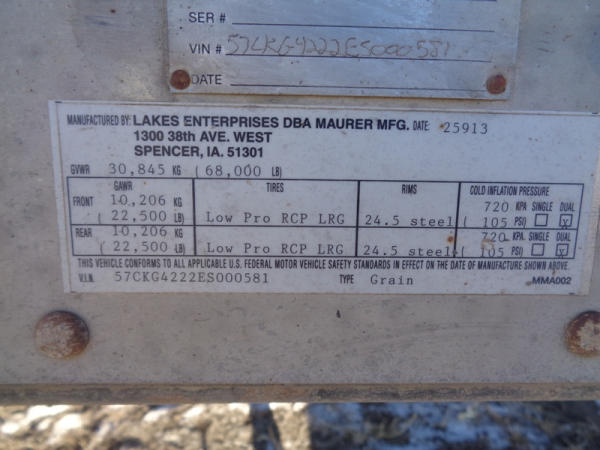 SER #
VIN # 57CKG4222ES000581
DATE
MANUFACTURED BY: LAKES ENTERPRISES DBA MAURER MFG. DATE: 25913
1300 38th AVE. WEST
SPENCER, IA. 51301
GVWR 30,845 KG ( 68,000 LB)
GAWR TIRES RIMS COLD INFLATION PRESSURE
FRONT 10,206 KG 720 KPA SINGLE DUAL
( 22,500 LB) Low Pro RCP LRG 24.5 steel ( 105 PSI) ☐ ☒
REAR 10,206 KG 720 KPA. SINGLE DUAL
( 22,500 LB) Low Pro RCP LRG 24.5 steel ( 105 PSI) ☐ ☒
THIS VEHICLE CONFORMS TO ALL APPLICABLE U.S. FEDERAL MOTOR VEHICLE SAFETY STANDARDS IN EFFECT ON THE DATE OF MANUFACTURE SHOWN ABOVE.
V.I.N. 57CKG4222ES000581 TYPE Grain MMA002